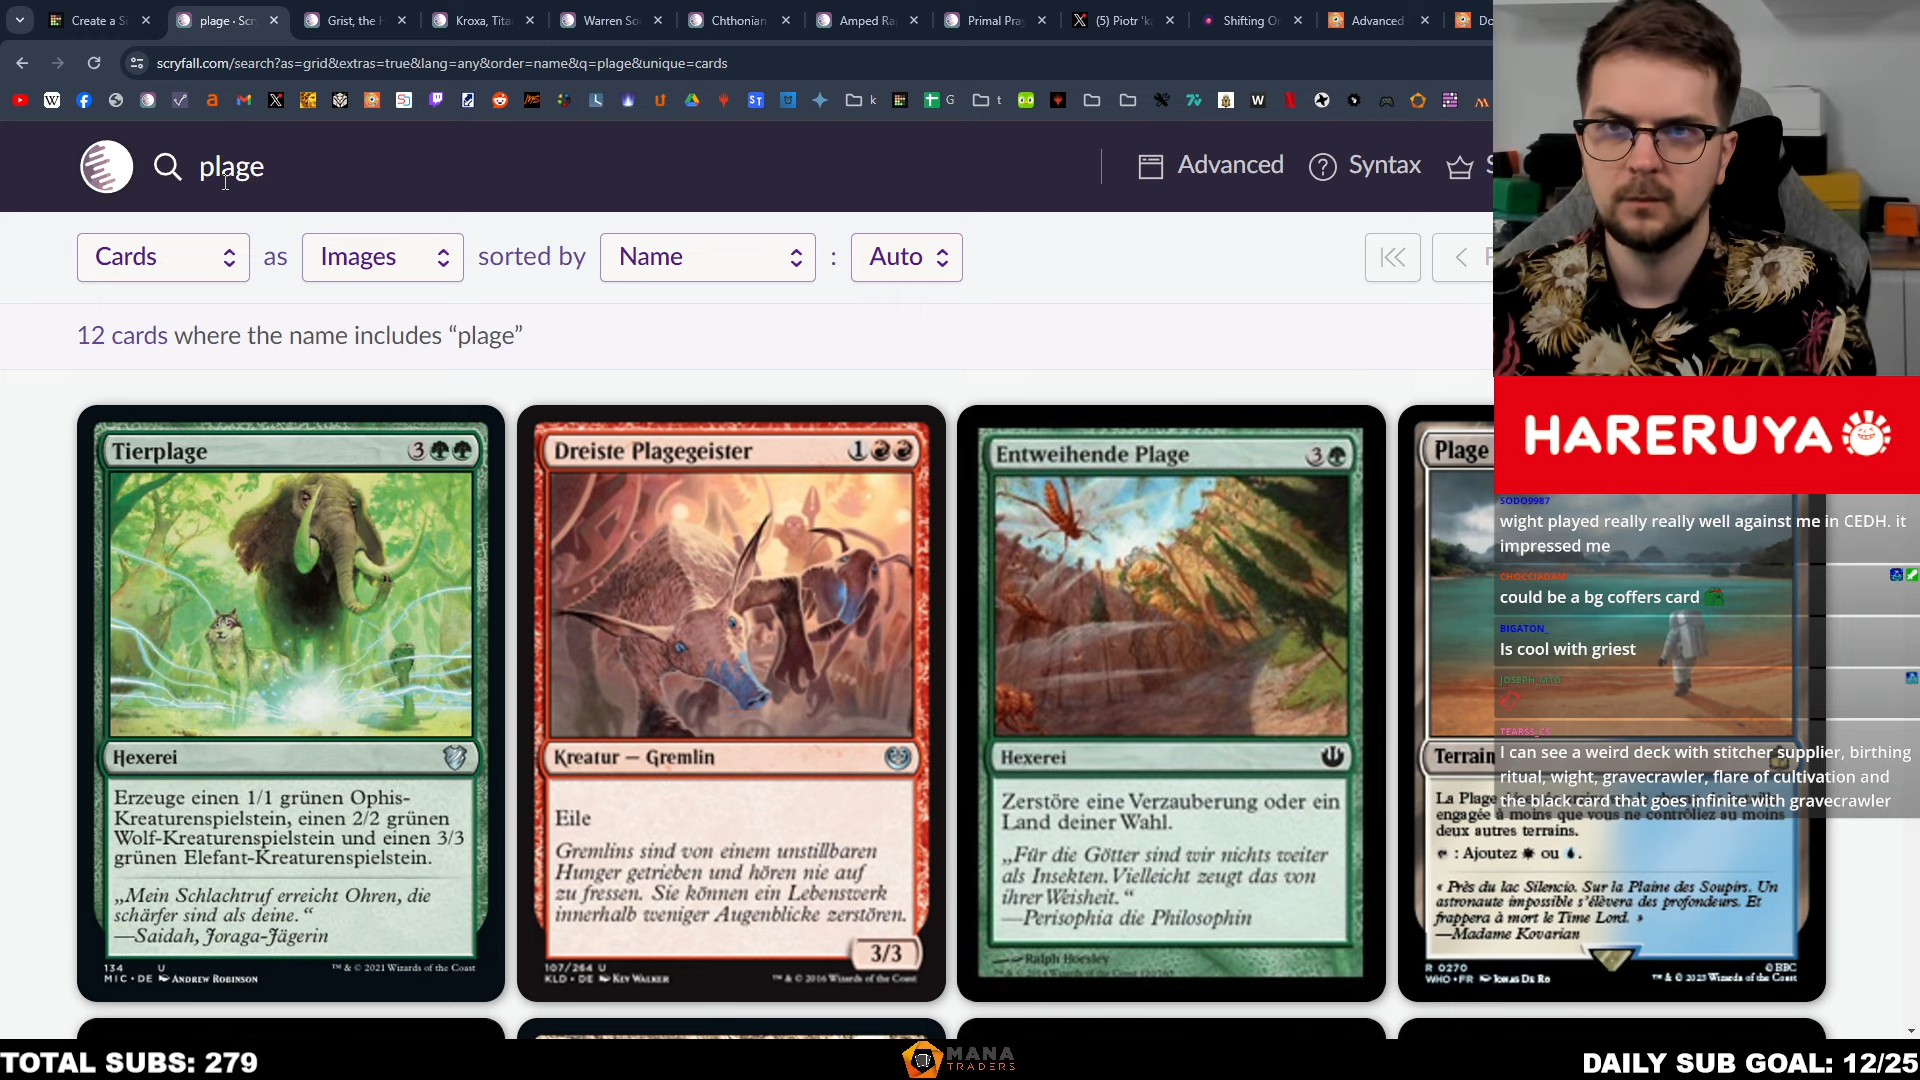 Create a Si
plage · Scr
Grist, the H
Kroxa, Tita
Warren So
Chthonian
Amped Ra
Primal Pra
(5) Piotr 'k
Shifting O
Advanced
Do
scryfall.com/search?as=grid&extras=true&lang=any&order=name&q=plage&unique=cards
k
G
t
plage
Advanced
Syntax
S
Cards as Images sorted by Name : Auto
12 cards where the name includes “plage”
Tierplage 3
Hexerei
Erzeuge einen 1/1 grünen Ophis-
Kreaturenspielstein, einen 2/2 grünen
Wolf-Kreaturenspielstein und einen 3/3
grünen Elefant-Kreaturenspielstein.
„Mein Schlachtruf erreicht Ohren, die
schärfer sind als deine.“
—Saidah, Joraga-Jägerin
134 U
MIC • DE ANDREW ROBINSON
™ & © 2021 Wizards of the Coast
Dreiste Plagegeister 1
Kreatur — Gremlin
Eile
Gremlins sind von einem unstillbaren
Hunger getrieben und hören nie auf
zu fressen. Sie können ein Lebenswerk
innerhalb weniger Augenblicke zerstören.
3/3
107/264 U
KLD • DE KEV WALKER
™ & © 2016 Wizards of the Coast
Entweihende Plage 3
Hexerei
Zerstöre eine Verzauberung oder ein
Land deiner Wahl.
„Für die Götter sind wir nichts weiter
als Insekten. Vielleicht zeugt das von
ihrer Weisheit.“
—Perisophia die Philosophin
Ralph Horsley
Plage
Terrain
La Plage
engagée à moins que vous ne contrôliez au moins
deux autres terrains.
: Ajoutez ou .
« Près du lac Silencio. Sur la Plaine des Soupirs. Un
astronaute impossible s'élèvera des profondeurs. Et
frappera à mort le Time Lord. »
—Madame Kovarian
R 0270
WHO • FR JONAS DE RO
© BBC
™ & © 2023 Wizards of the Coast
HARERUYA
SODO9987
wight played really really well against me in CEDH. it
impressed me
could be a bg coffers card
BIGATON_
Is cool with griest
JOSEPH_MTG
TEARSS_CS
I can see a weird deck with stitcher supplier, birthing
ritual, wight, gravecrawler, flare of cultivation and
the black card that goes infinite with gravecrawler
TOTAL SUBS: 279
MANA
TRADERS
DAILY SUB GOAL: 12/25